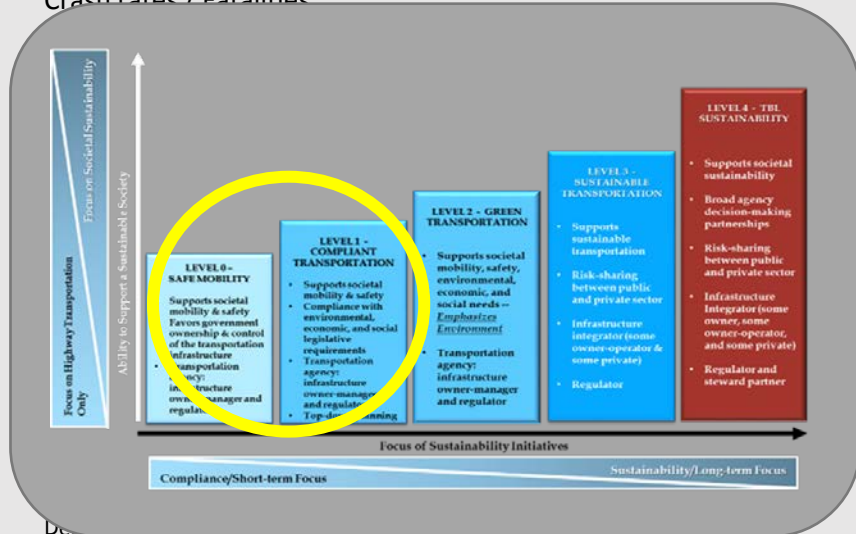 Crash rates / Fatalities
Focus on Highway Transportation
Only
Focus on Societal Sustainability
Ability to Support a Sustainable Society
LEVEL 0 –
SAFE MOBILITY
Supports societal
mobility & safety
Favors government
ownership & control
of the transportation
infrastructure
• Transportation
agency:
infrastructure
owner-manager and
regulator
LEVEL 1 -
COMPLIANT
TRANSPORTATION
• Supports societal
mobility & safety
• Compliance with
environmental,
economic, and social
legislative
requirements
• Transportation
agency:
infrastructure
owner-manager
and regulator
• Top-down planning
LEVEL 2 - GREEN
TRANSPORTATION
• Supports societal
mobility, safety,
environmental,
economic, and
social needs --
Emphasizes
Environment
• Transportation
agency:
infrastructure
owner-manager
and regulator
LEVEL 3 -
SUSTAINABLE
TRANSPORTATION
• Supports
sustainable
transportation
• Risk-sharing
between public
and private sector
• Infrastructure
integrator (some
owner-operator &
some private)
• Regulator
LEVEL 4 - TBL
SUSTAINABILITY
• Supports societal
sustainability
• Broad agency
decision-making
partnerships
• Risk-sharing
between public
and private sector
• Infrastructure
Integrator (some
owner, some
owner-operator,
and some private)
• Regulator and
steward partner
Focus of Sustainability Initiatives
Compliance/Short-term Focus
Sustainability/Long-term Focus